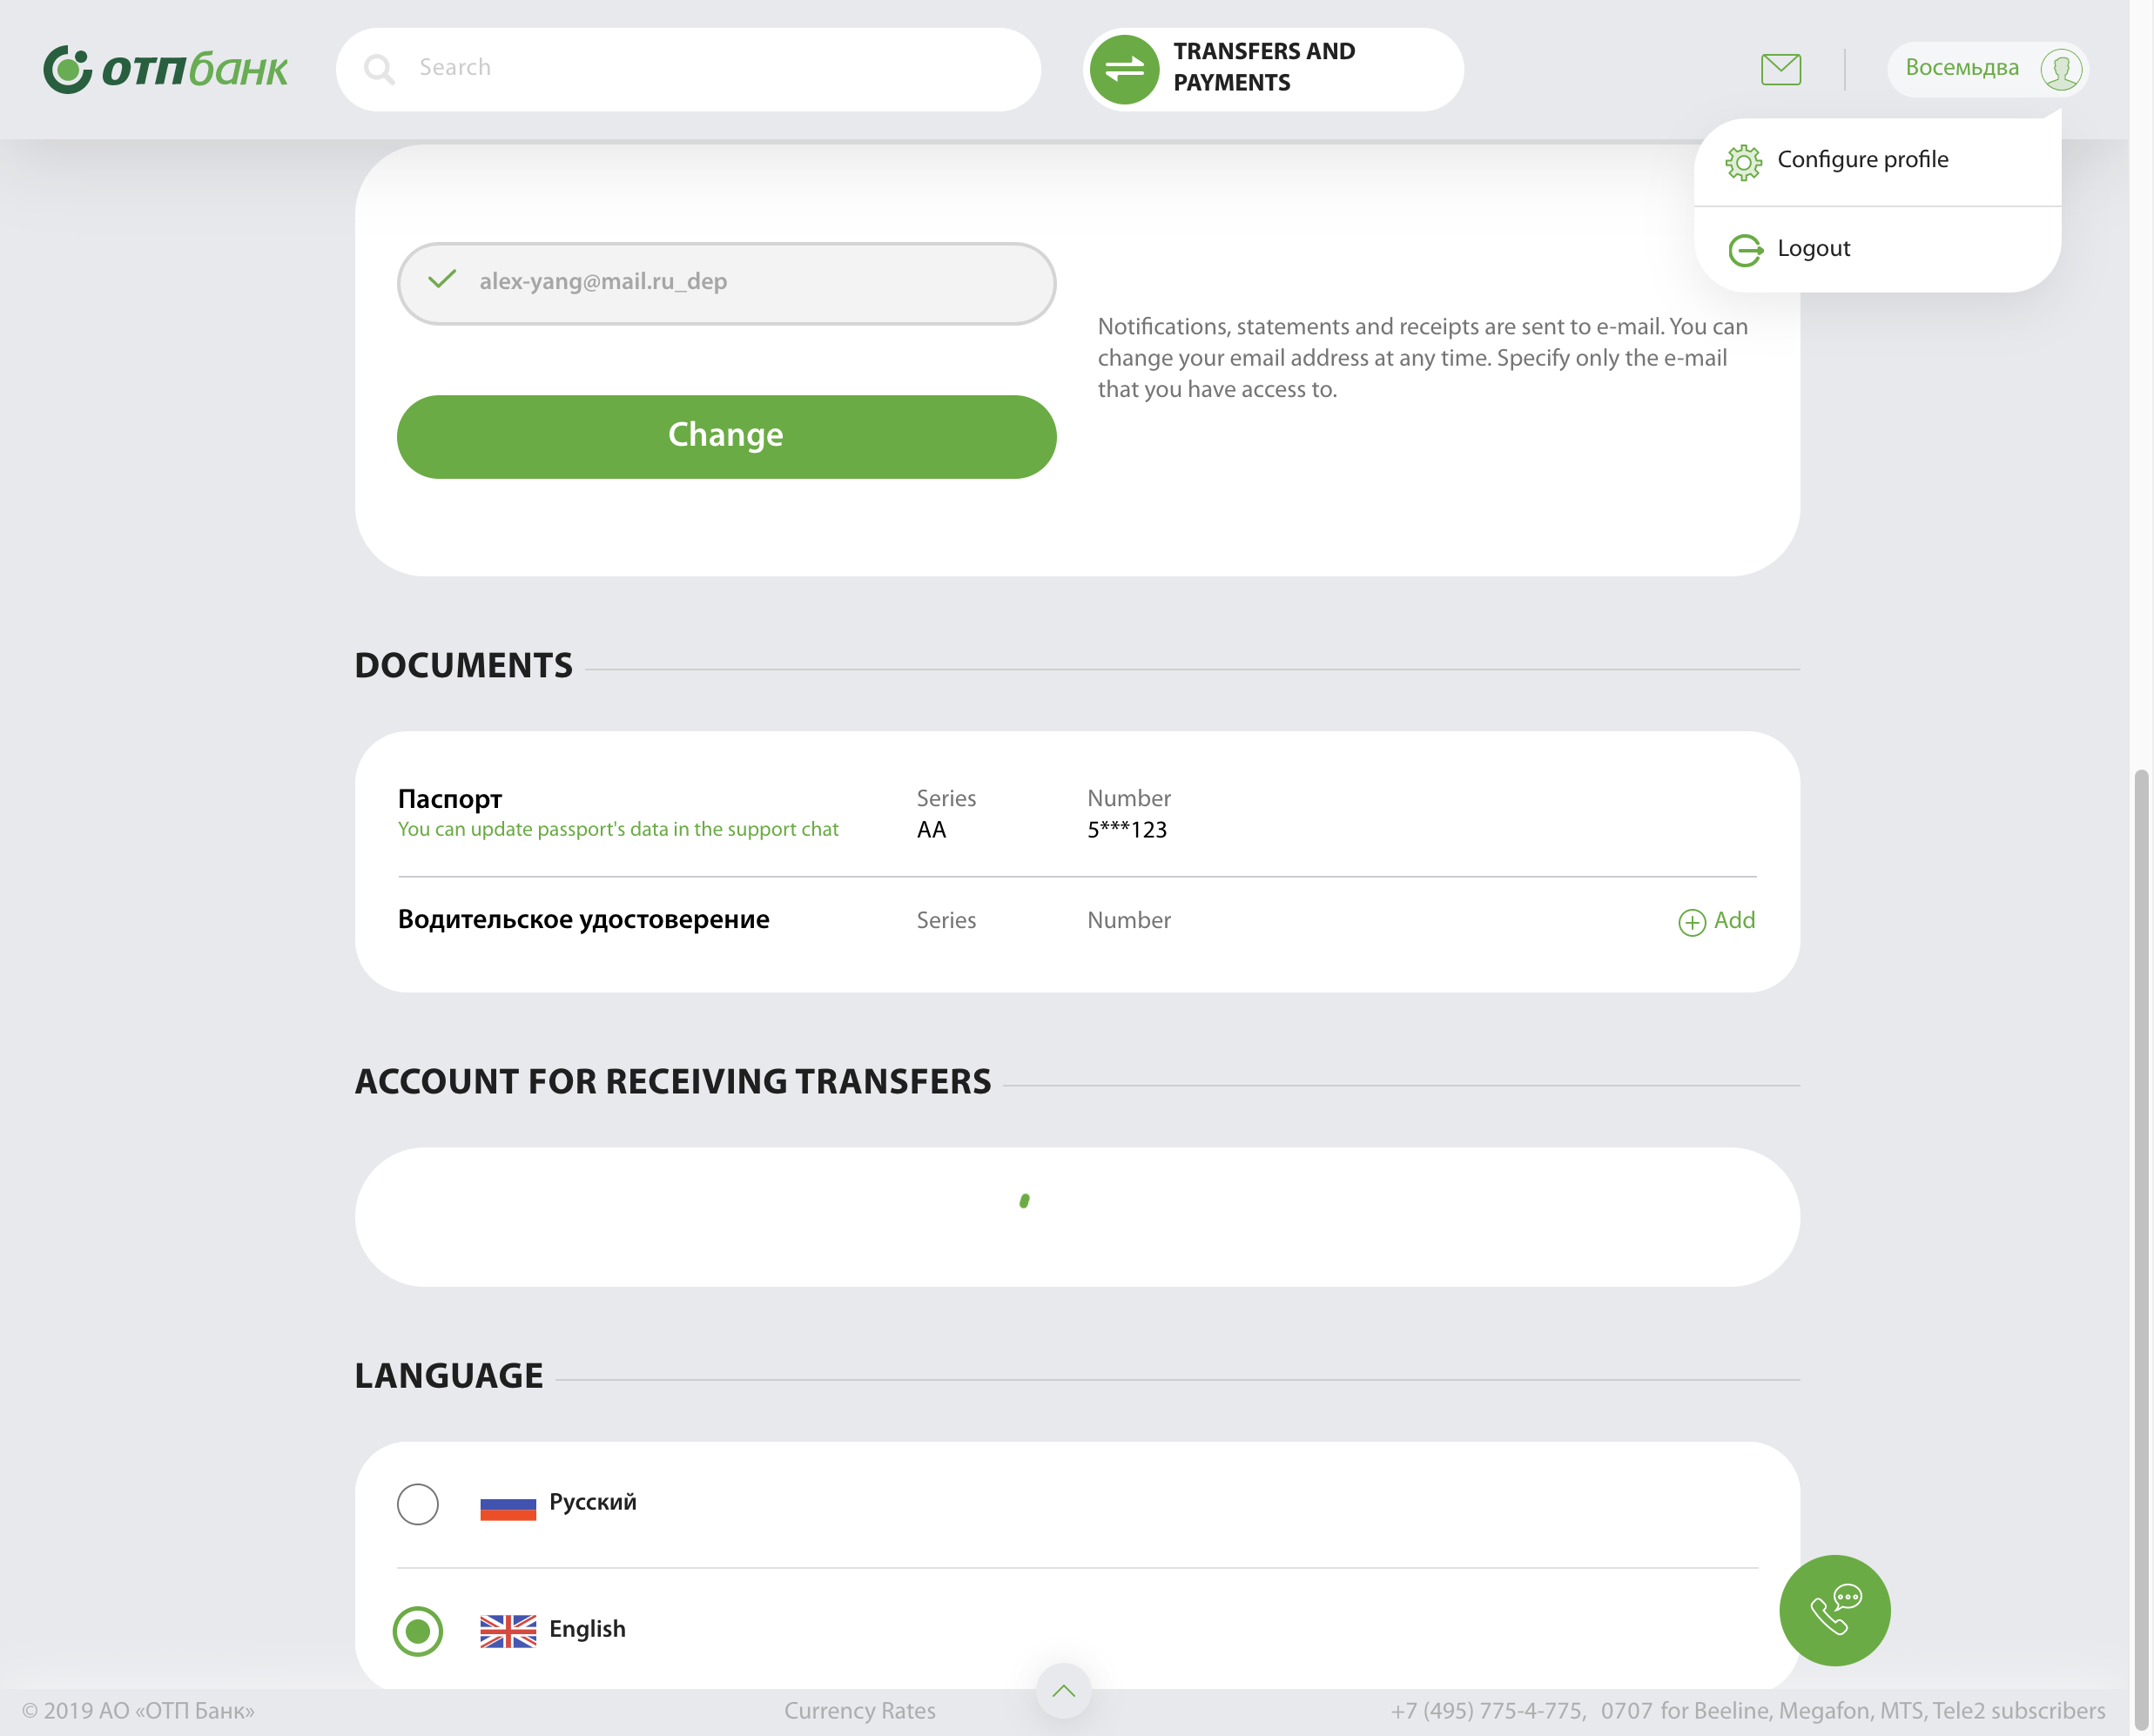 отпбанк
Search
TRANSFERS AND
PAYMENTS
Восемьдва
Configure profile
Logout
alex-yang@mail.ru_dep
Notifications, statements and receipts are sent to e-mail. You can
change your email address at any time. Specify only the e-mail
that you have access to.
Change
DOCUMENTS
Паспорт
Series
Number
You can update passport's data in the support chat
AA
5***123
Водительское удостоверение
Series
Number
Add
ACCOUNT FOR RECEIVING TRANSFERS
LANGUAGE
Русский
English
© 2019 АО «ОТП Банк»
Currency Rates
+7 (495) 775-4-775, 0707 for Beeline, Megafon, MTS, Tele2 subscribers